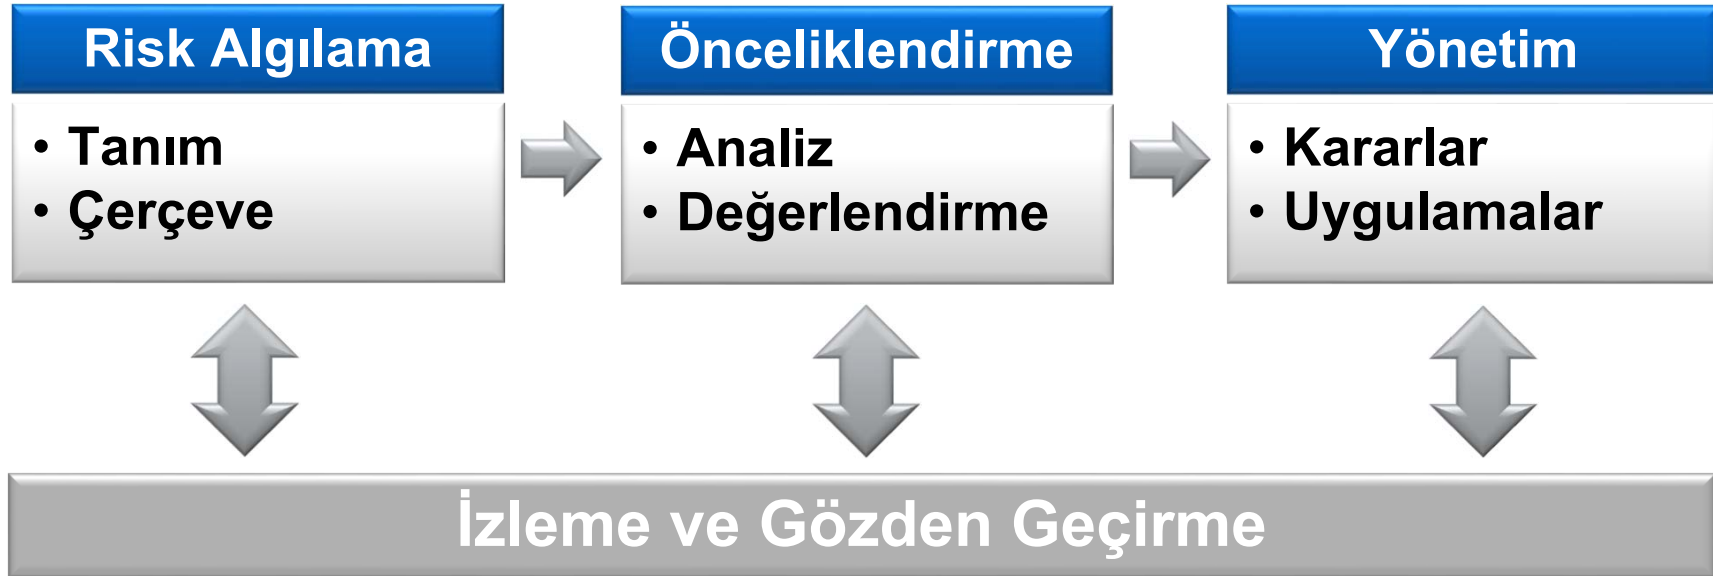 Risk Algılama
• Tanım
• Çerçeve
Önceliklendirme
• Analiz
• Değerlendirme
Yönetim
• Kararlar
• Uygulamalar
İzleme ve Gözden Geçirme